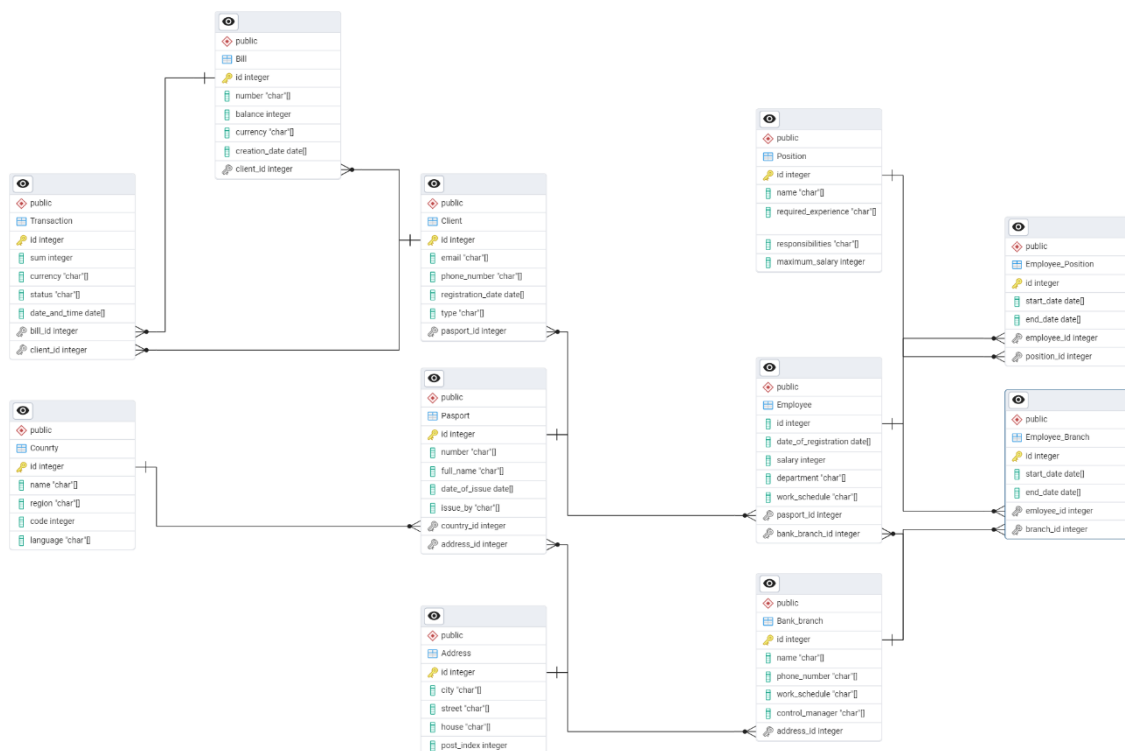 public
Bill
id integer
number "char"[]
balance integer
currency "char"[]
creation_date date[]
client_id integer
public
Transaction
id integer
sum integer
currency "char"[]
status "char"[]
date_and_time date[]
bill_id integer
client_id integer
public
Client
id integer
email "char"[]
phone_number "char"[]
registration_date date[]
type "char"[]
pasport_id integer
public
Position
id integer
name "char"[]
required_experience "char"[]
responsibilities "char"[]
maximum_salary integer
public
Employee_Position
id integer
start_date date[]
end_date date[]
employee_id integer
position_id integer
public
Counrty
id integer
name "char"[]
region "char"[]
code integer
language "char"[]
public
Pasport
id integer
number "char"[]
full_name "char"[]
date_of_issue date[]
issue_by "char"[]
country_id integer
address_id integer
public
Employee
id integer
date_of_registration date[]
salary integer
department "char"[]
work_schedule "char"[]
pasport_id integer
bank_branch_id integer
public
Employee_Branch
id integer
start_date date[]
end_date date[]
emloyee_id integer
branch_id integer
public
Address
id integer
city "char"[]
street "char"[]
house "char"[]
post_index integer
public
Bank_branch
id integer
name "char"[]
phone_number "char"[]
work_schedule "char"[]
control_manager "char"[]
address_id integer